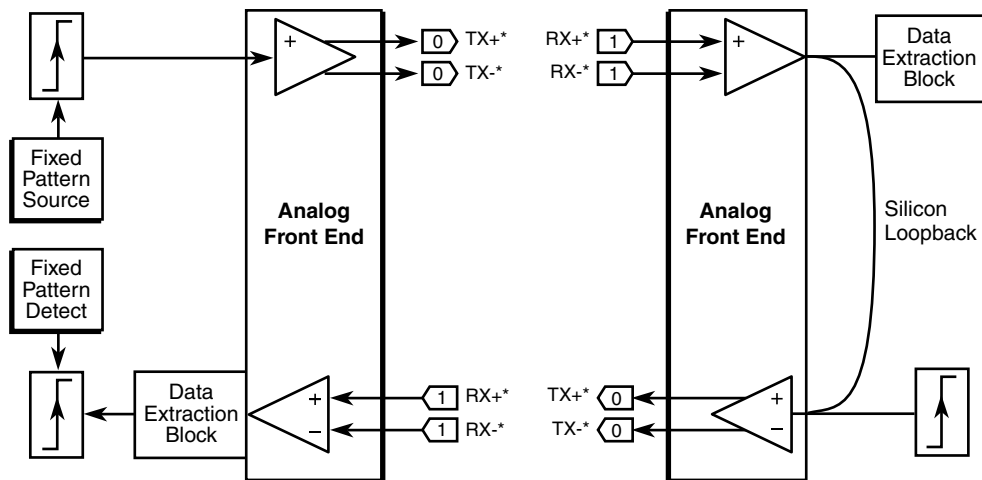 +
0
TX+*
0
TX-*
RX+*
1
RX-*
1
+
Data
Extraction
Block
Fixed
Pattern
Source
Analog
Front End
Analog
Front End
Silicon
Loopback
Fixed
Pattern
Detect
Data
Extraction
Block
+
−
1
RX+*
1
RX-*
TX+*
0
TX-*
0
+
−